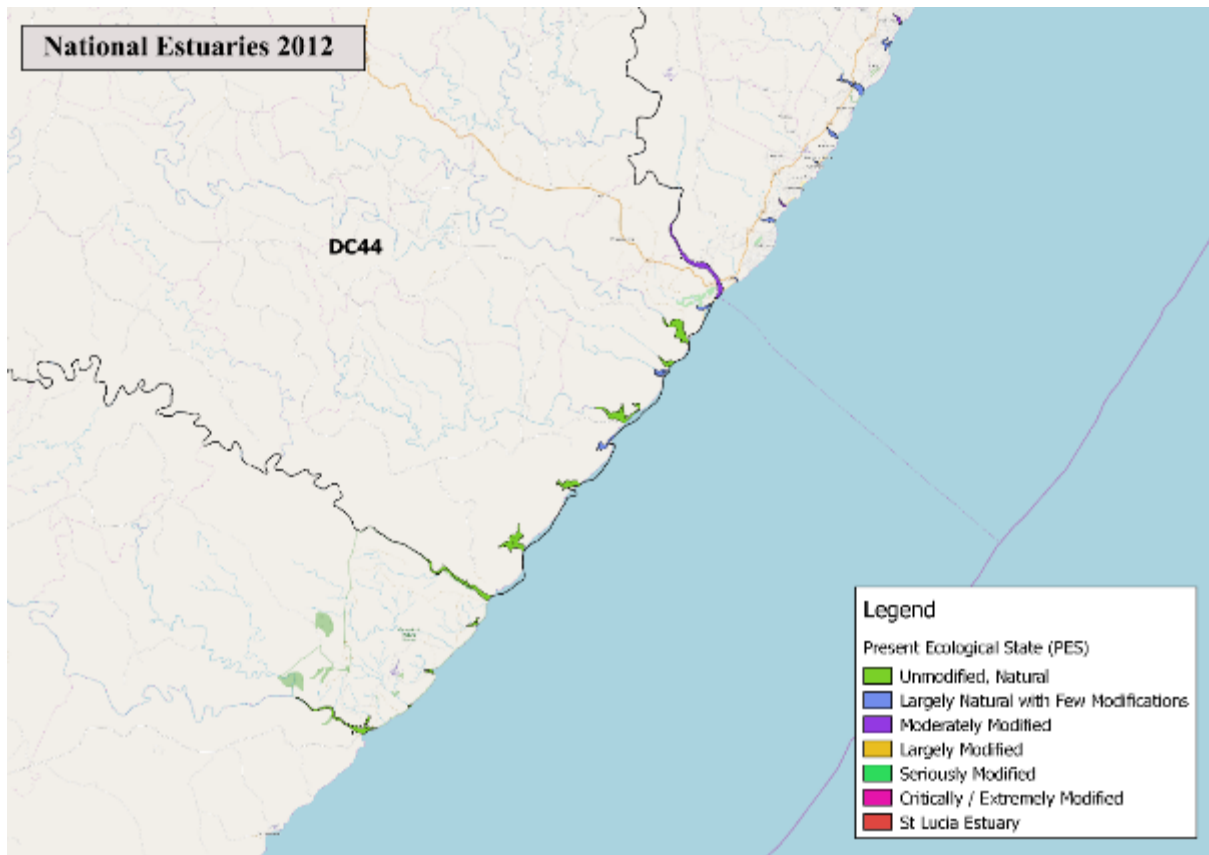 National Estuaries 2012
DC44
Legend
Present Ecological State (PES)
Unmodified, Natural
Largely Natural with Few Modifications
Moderately Modified
Largely Modified
Seriously Modified
Critically / Extremely Modified
St Lucia Estuary